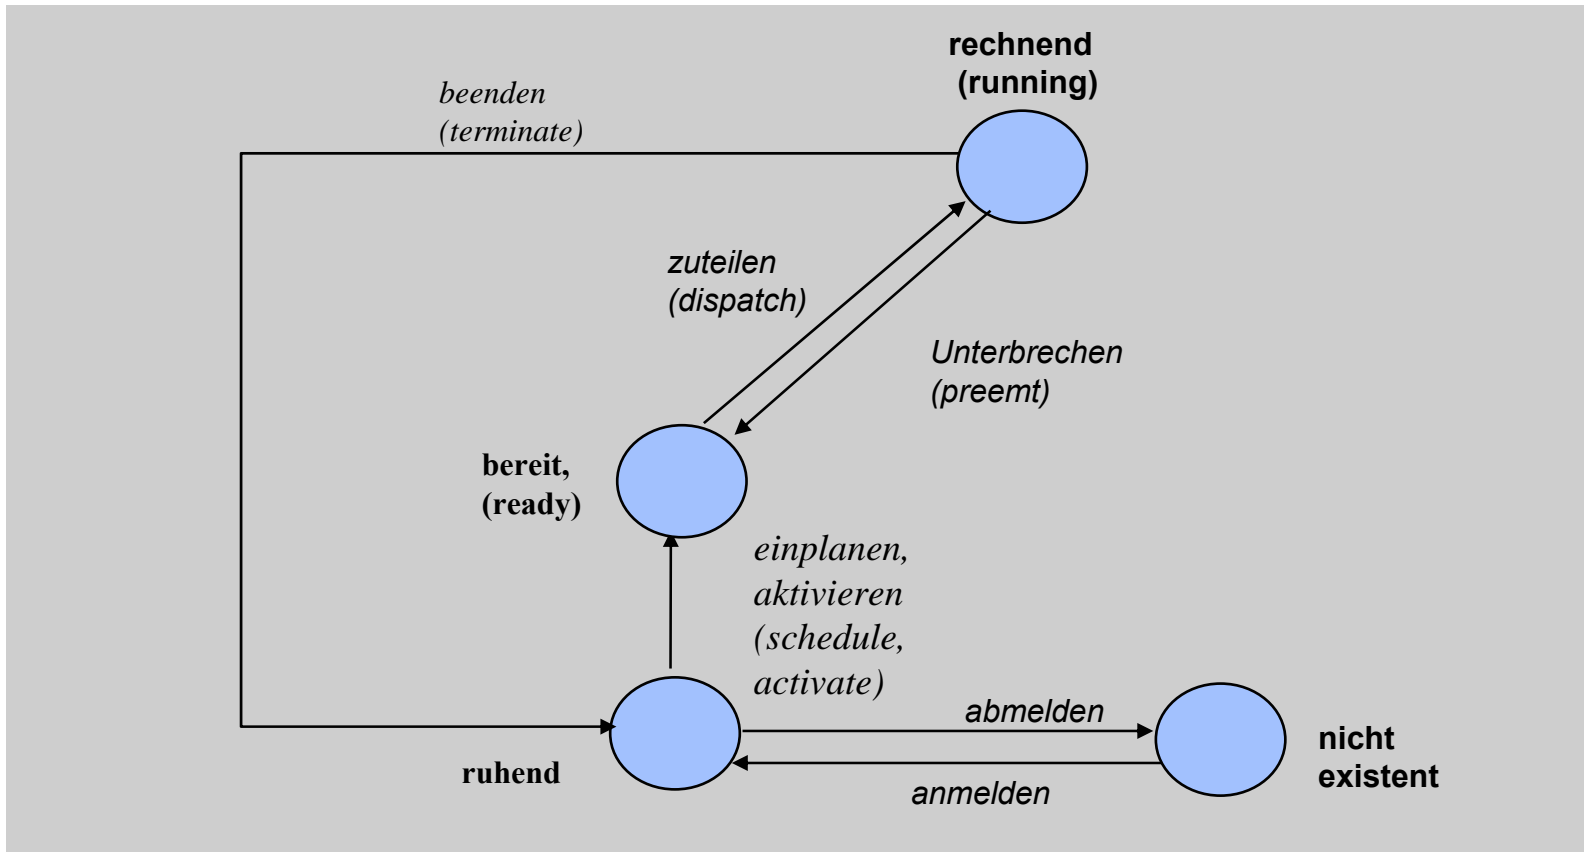 rechnend
(running)
beenden
(terminate)
zuteilen
(dispatch)
Unterbrechen
(preemt)
bereit,
(ready)
einplanen,
aktivieren
(schedule,
activate)
abmelden
nicht
existent
ruhend
anmelden